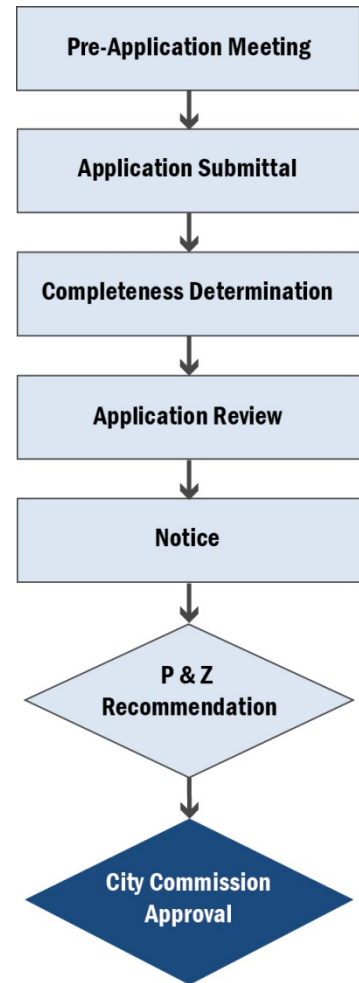 Pre-Application Meeting
Application Submittal
Completeness Determination
Application Review
Notice
P & Z
Recommendation
City Commission
Approval